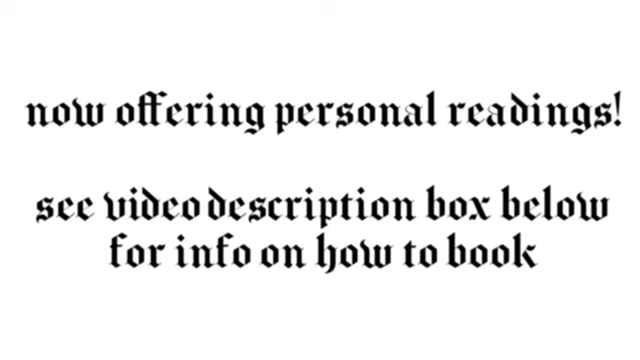 now offering personal readings!
see video description box below
for info on how to book